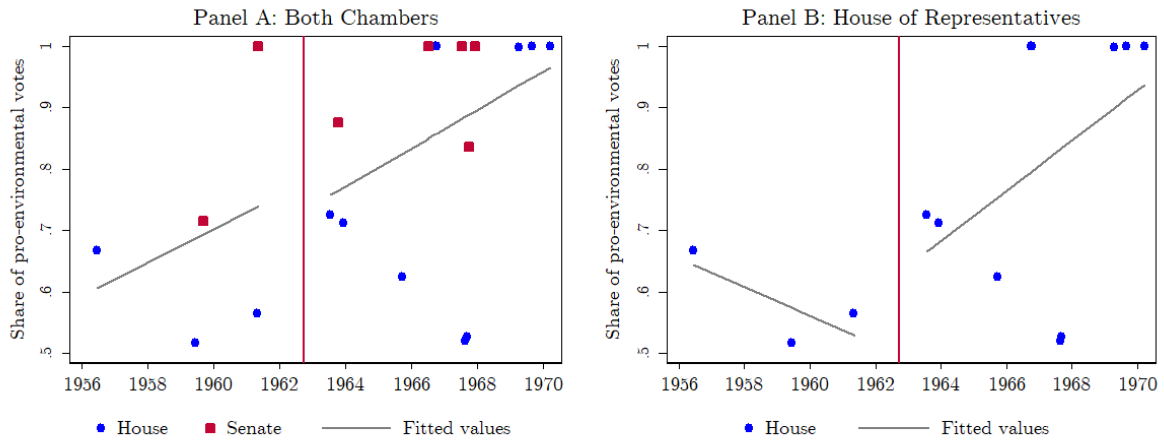 Panel A: Both Chambers
Share of pro-environmental votes
1
.9
.8
.7
.6
.5
1956 1958 1960 1962 1964 1966 1968 1970
House Senate Fitted values
Panel B: House of Representatives
Share of pro-environmental votes
1
.9
.8
.7
.6
.5
1956 1958 1960 1962 1964 1966 1968 1970
House Fitted values